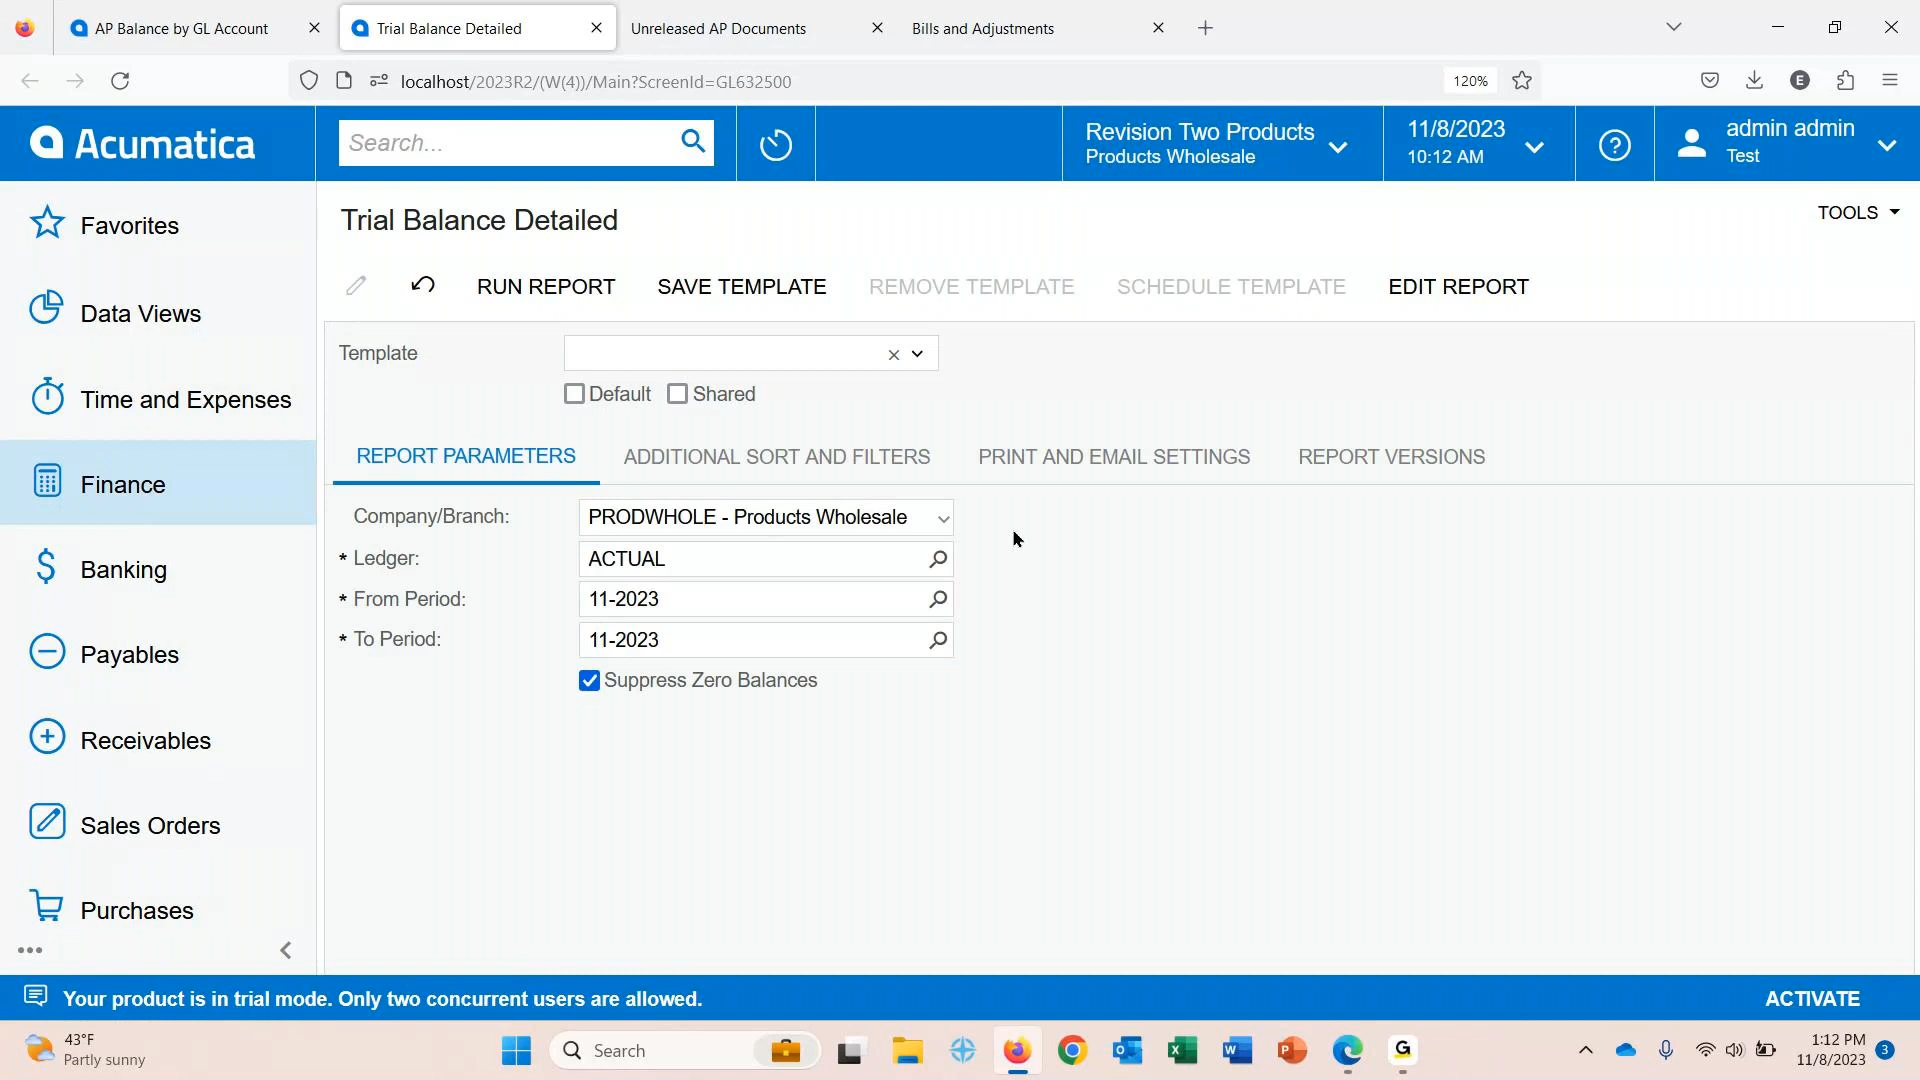 AP Balance by GL Account
Trial Balance Detailed
Unreleased AP Documents
Bills and Adjustments
localhost/2023R2/(W(4))/Main?ScreenId=GL632500
120%
E
Acumatica
Search...
Revision Two Products
Products Wholesale
11/8/2023
10:12 AM
admin admin
Test
Favorites
Data Views
Time and Expenses
Finance
Banking
Payables
Receivables
Sales Orders
Purchases
Trial Balance Detailed
TOOLS
RUN REPORT
SAVE TEMPLATE
REMOVE TEMPLATE
SCHEDULE TEMPLATE
EDIT REPORT
Template
Default
Shared
REPORT PARAMETERS
ADDITIONAL SORT AND FILTERS
PRINT AND EMAIL SETTINGS
REPORT VERSIONS
Company/Branch: PRODWHOLE - Products Wholesale
* Ledger: ACTUAL
* From Period: 11-2023
* To Period: 11-2023
Suppress Zero Balances
Your product is in trial mode. Only two concurrent users are allowed.
ACTIVATE
43°F
Partly sunny
Search
1:12 PM
11/8/2023
3